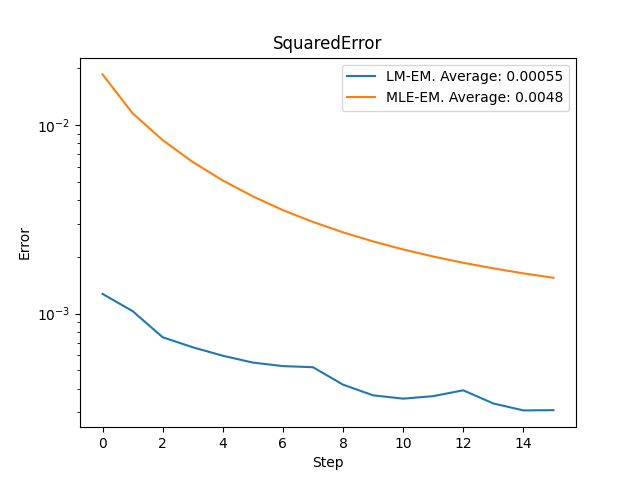 SquaredError
LM-EM. Average: 0.00055
MLE-EM. Average: 0.0048
Error
10⁻²
10⁻³
0 2 4 6 8 10 12 14
Step